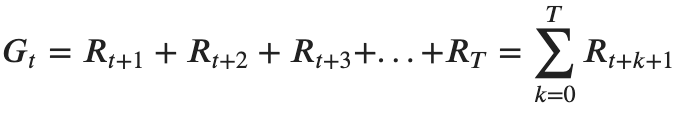 G_t = R_{t+1} + R_{t+2} + R_{t+3}+...+R_T = \sum_{k=0}^{T} R_{t+k+1}